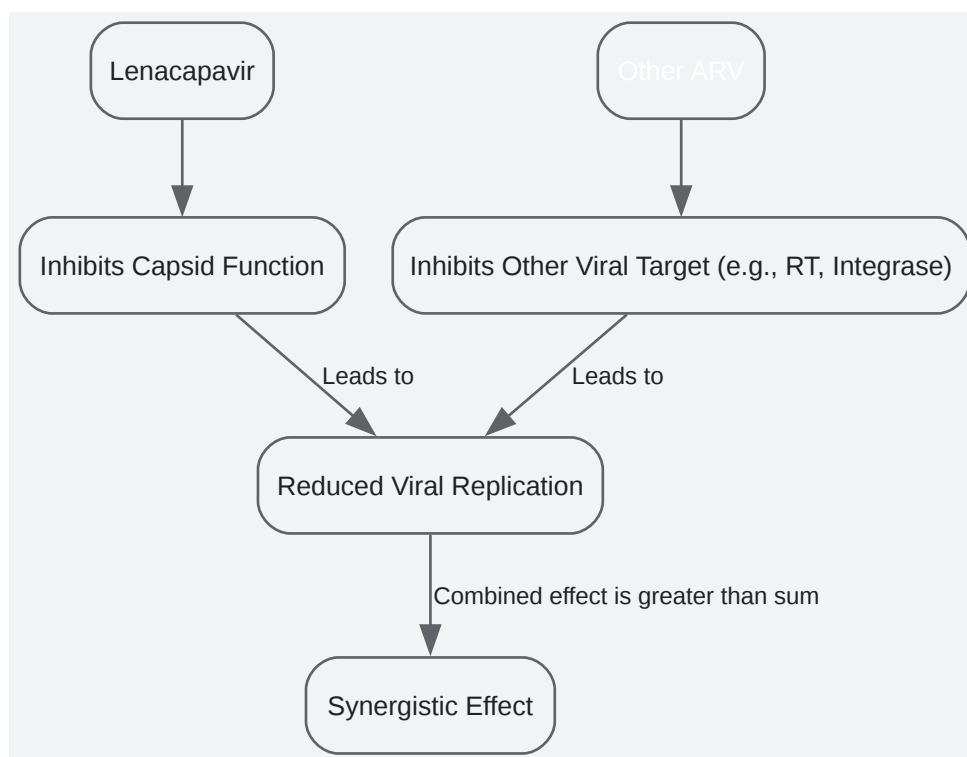 Lenacapavir
Other ARV
Inhibits Capsid Function
Inhibits Other Viral Target (e.g., RT, Integrase)
Leads to
Leads to
Reduced Viral Replication
Combined effect is greater than sum
Synergistic Effect